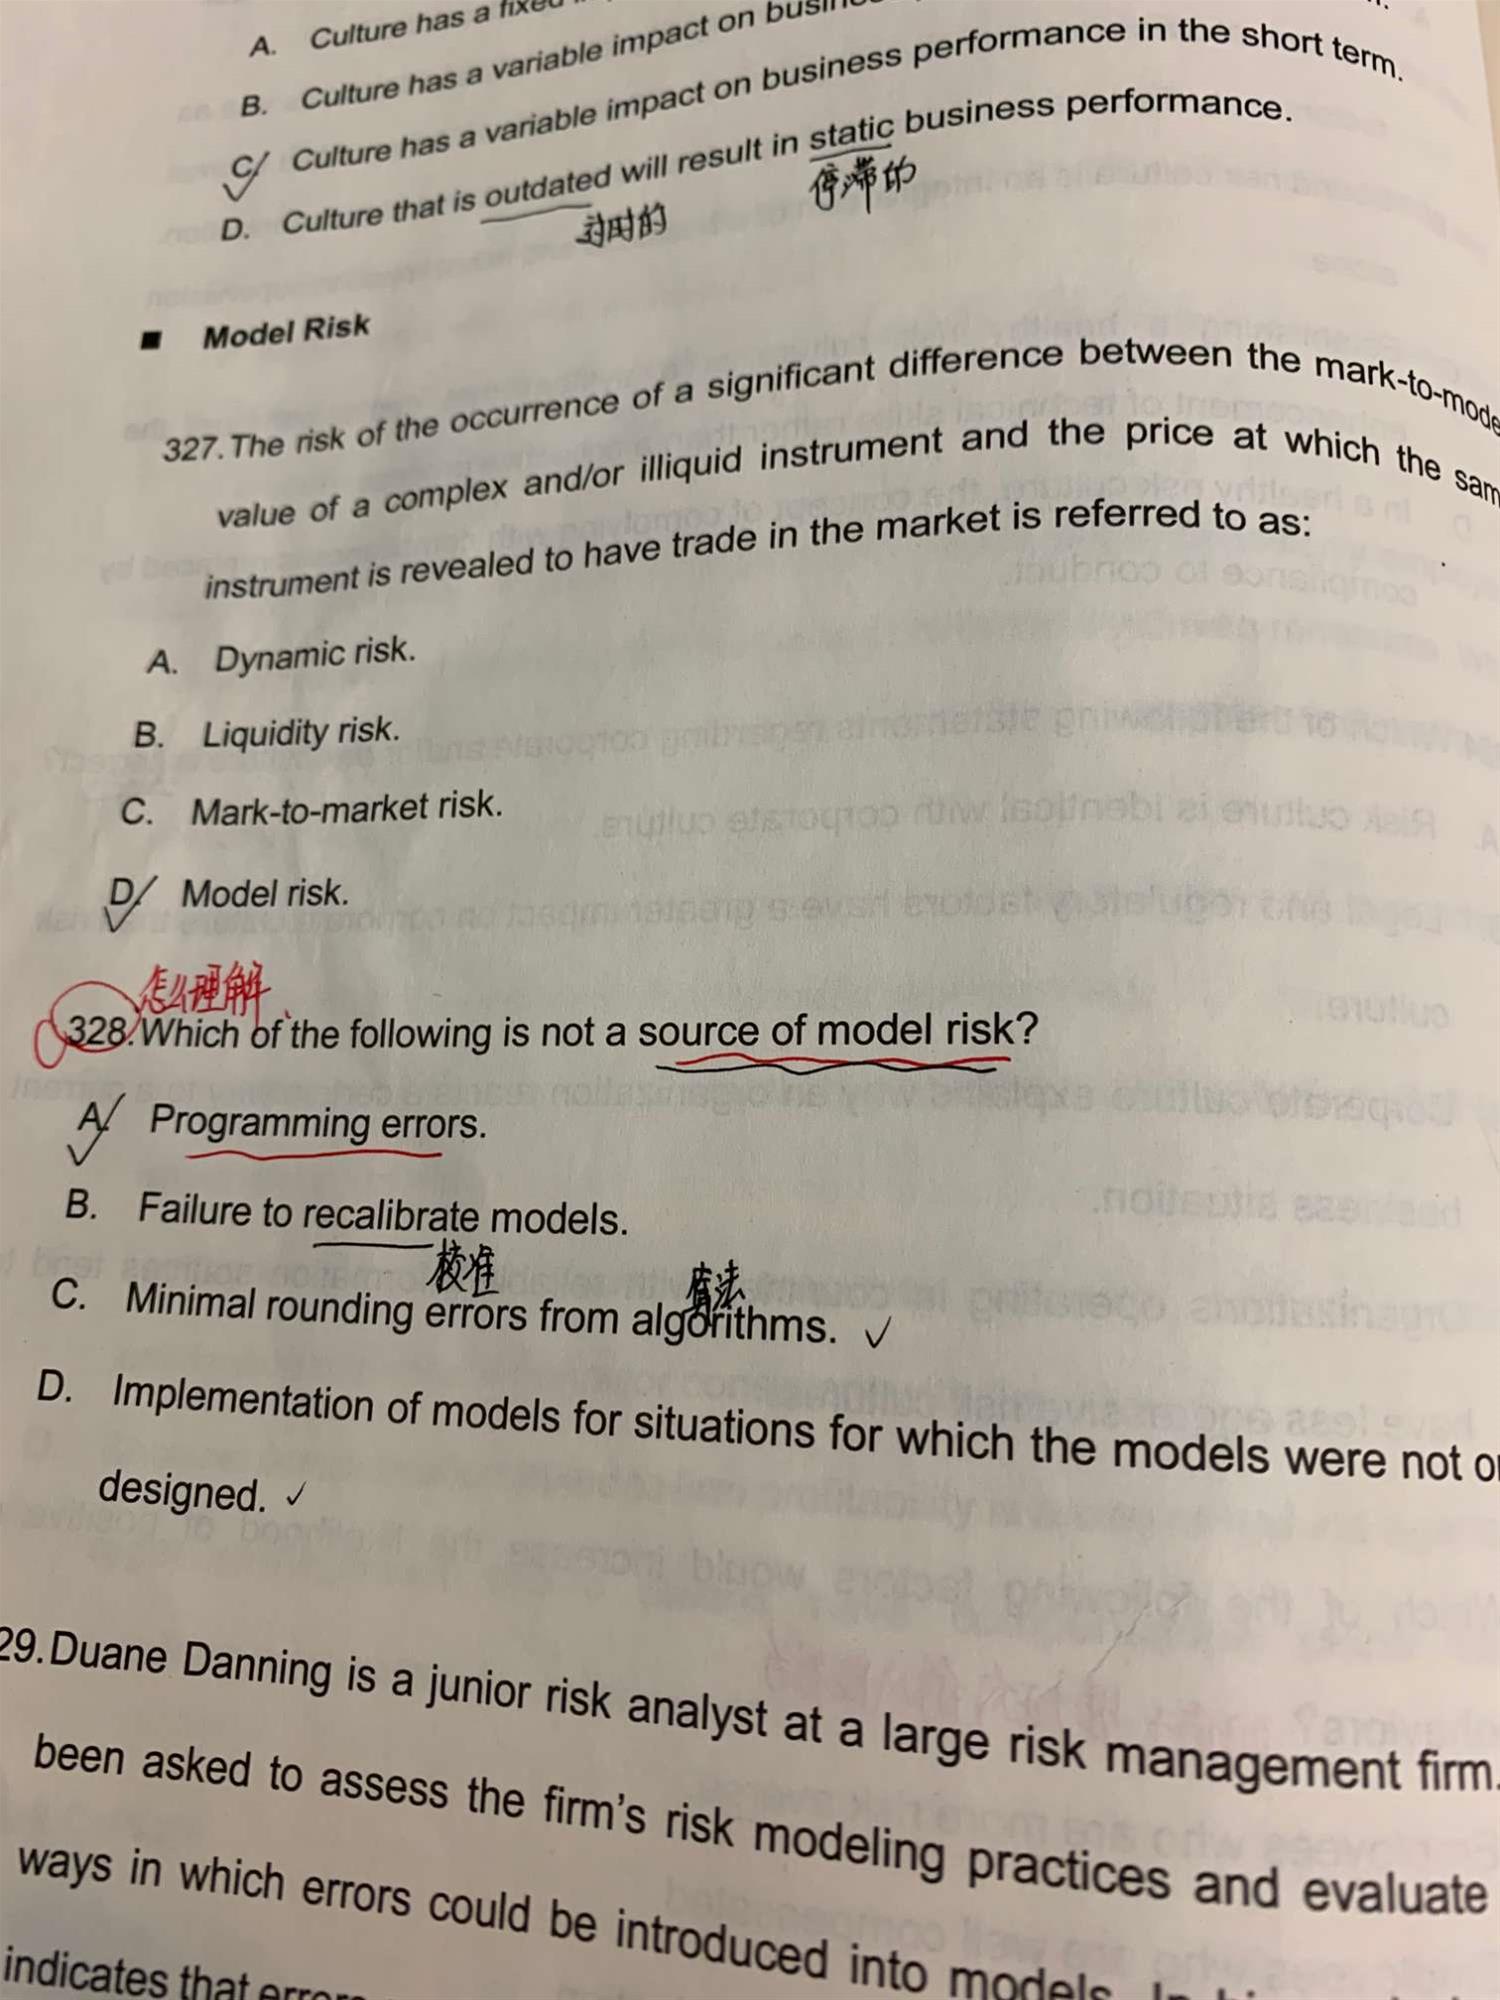 A. Culture has a fixed
B. Culture has a variable impact on
C. Culture has a variable impact on business performance in the short term.
D. Culture that is outdated will result in static business performance.
过时的
停滞的
■ Model Risk
327. The risk of the occurrence of a significant difference between the
value of a complex and/or illiquid instrument and the price at which the
instrument is revealed to have trade in the market is referred to as:
A. Dynamic risk.
B. Liquidity risk.
C. Mark-to-market risk.
D. Model risk.
怎么理解
328. Which of the following is not a source of model risk?
A. Programming errors.
B. Failure to recalibrate models.
校准
C. Minimal rounding errors from algorithms. ✓
D. Implementation of models for situations for which the models were not
designed. ✓
29. Duane Danning is a junior risk analyst at a large risk management firm.
been asked to assess the firm's risk modeling practices and evaluate
ways in which errors could be introduced into models.
indicates that